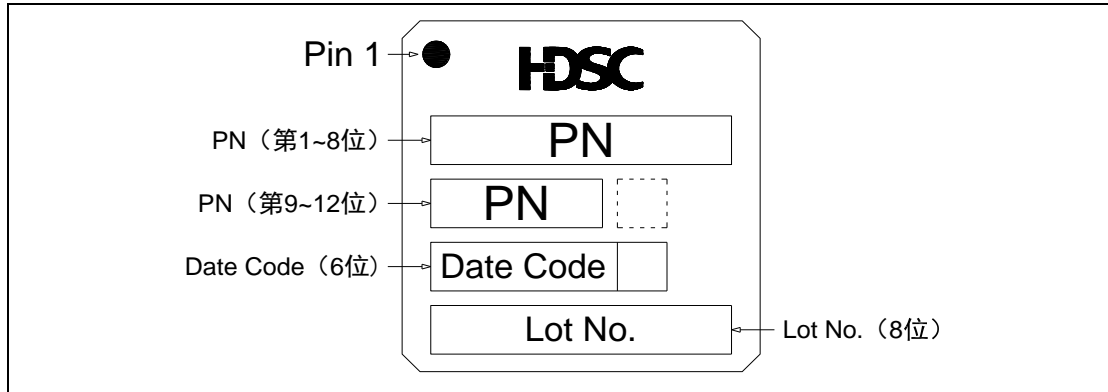 Pin 1
HDSC
PN（第1~8位）
PN
PN（第9~12位）
PN
Date Code（6位）
Date Code
Lot No.
Lot No.（8位）